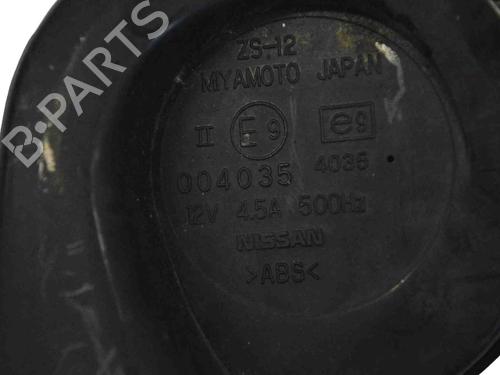 B-PARTS
ZS-12
MIYAMOTO JAPAN
II E9 e9
004035 4036
12V 4.5A 500Hz
NISSAN
>ABS<